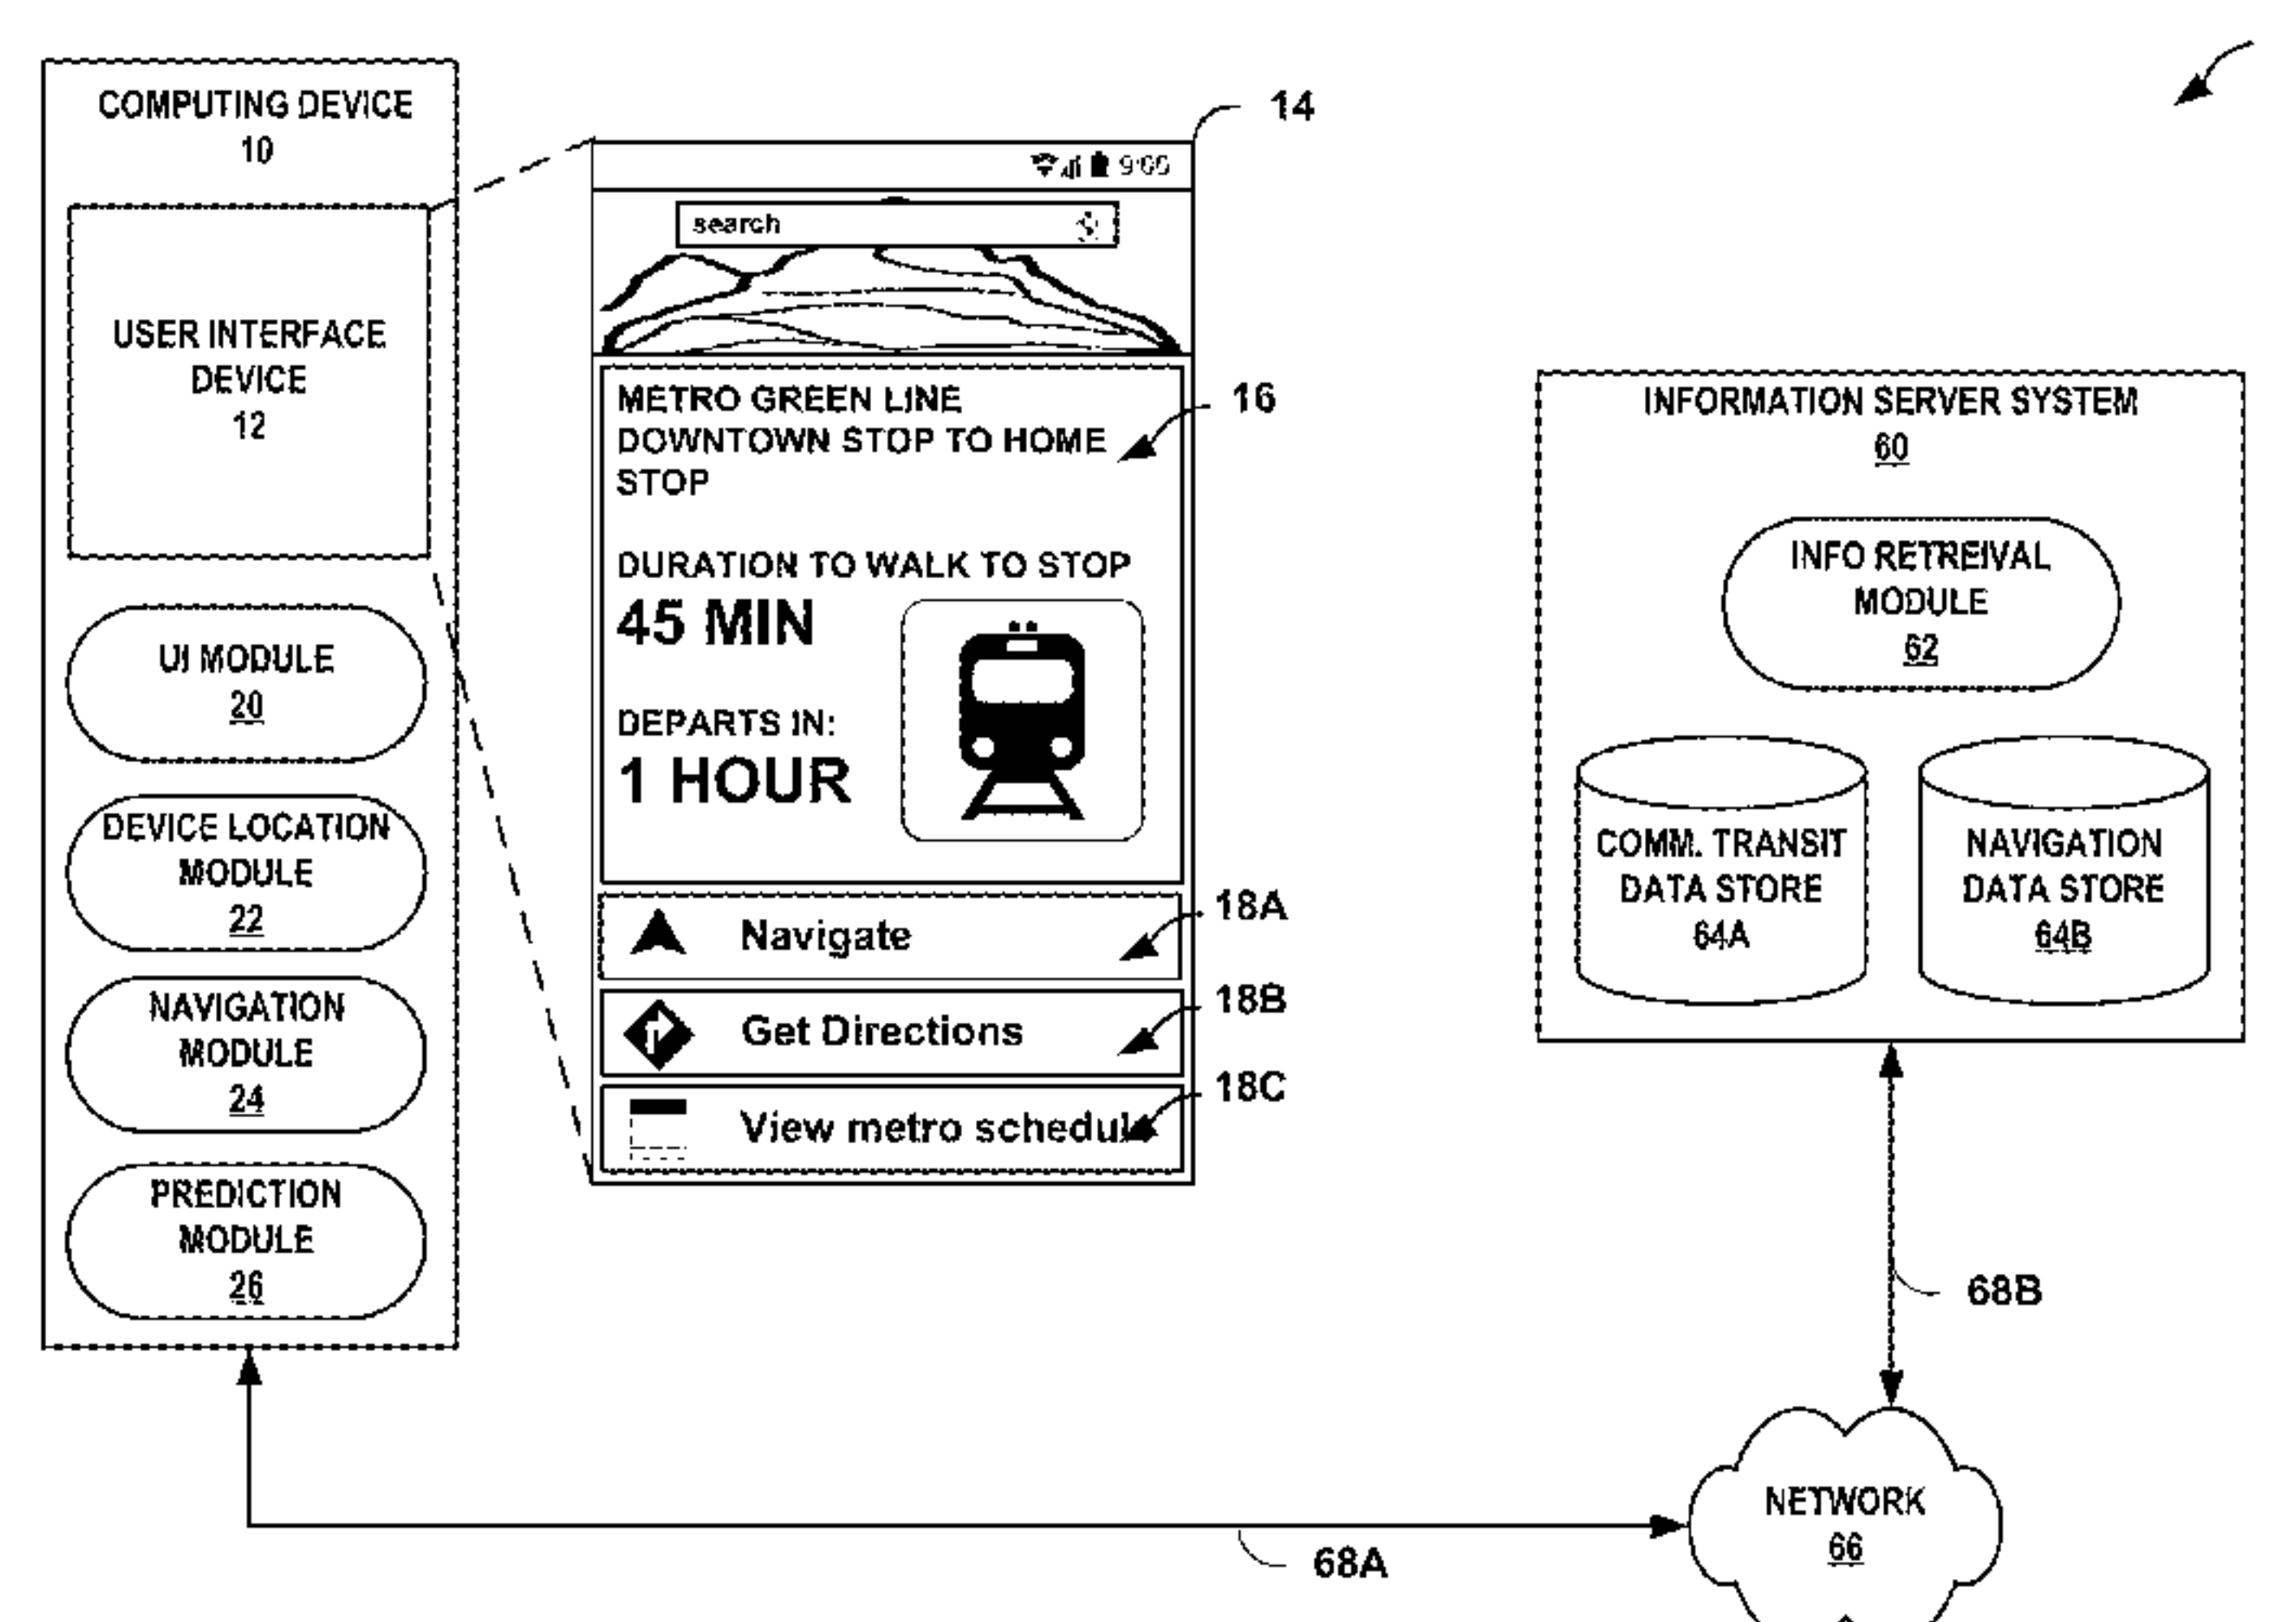 COMPUTING DEVICE
10
USER INTERFACE
DEVICE
12
UI MODULE
20
DEVICE LOCATION
MODULE
22
NAVIGATION
MODULE
24
PREDICTION
MODULE
26
14
9:00
search
METRO GREEN LINE
DOWNTOWN STOP TO HOME
STOP
16
DURATION TO WALK TO STOP
45 MIN
DEPARTS IN:
1 HOUR
Navigate
18A
Get Directions
18B
View metro schedule
18C
INFORMATION SERVER SYSTEM
60
INFO RETREIVAL
MODULE
62
COMM. TRANSIT
DATA STORE
64A
NAVIGATION
DATA STORE
64B
68B
NETWORK
66
68A